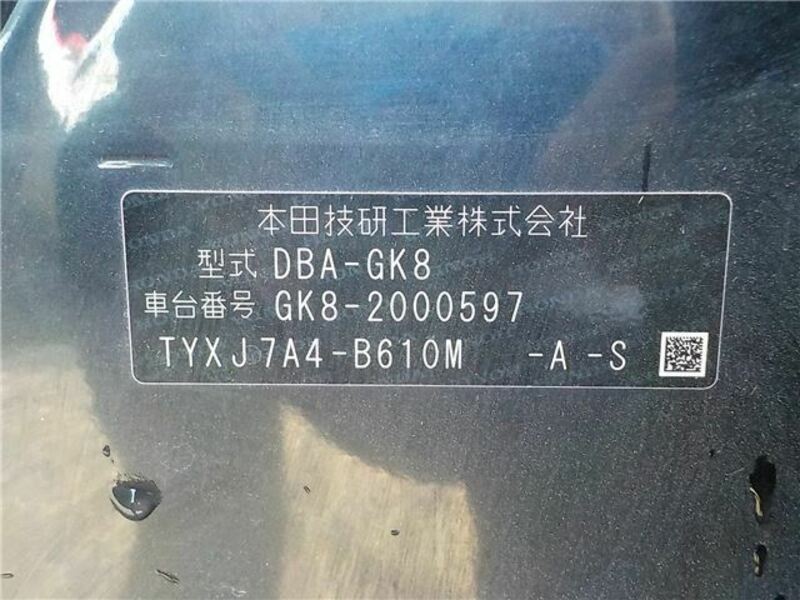 本田技研工業株式会社
型式 DBA-GK8
車台番号 GK8-2000597
TYXJ7A4-B610M -A -S